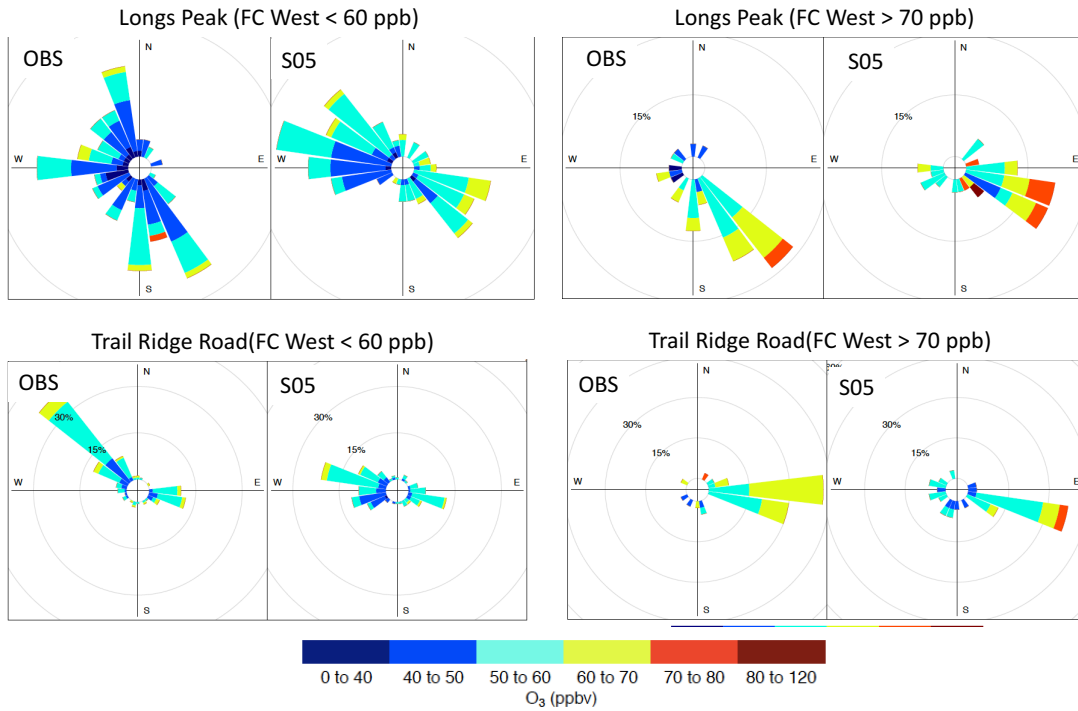 Longs Peak (FC West < 60 ppb)
Longs Peak (FC West > 70 ppb)
OBS
N
W
E
S
S05
OBS
N
15%
W
E
S
S05
15%
Trail Ridge Road(FC West < 60 ppb)
Trail Ridge Road(FC West > 70 ppb)
OBS
N
30%
15%
W
E
S
S05
30%
15%
OBS
N
30%
15%
W
E
S
S05
30%
15%
0 to 40
40 to 50
50 to 60
60 to 70
70 to 80
80 to 120
O₃ (ppbv)